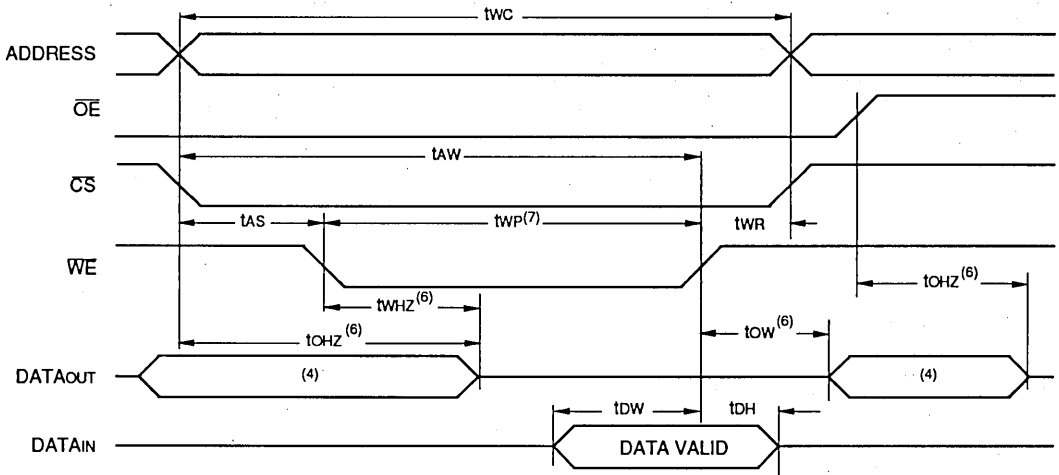 tWC
ADDRESS
OE
tAW
CS
tAS tWP(7) tWR
WE
tWHZ(6) tOHZ(6)
tOHZ(6) tOW(6)
DATAOUT (4) (4)
tDW tDH
DATAIN DATA VALID